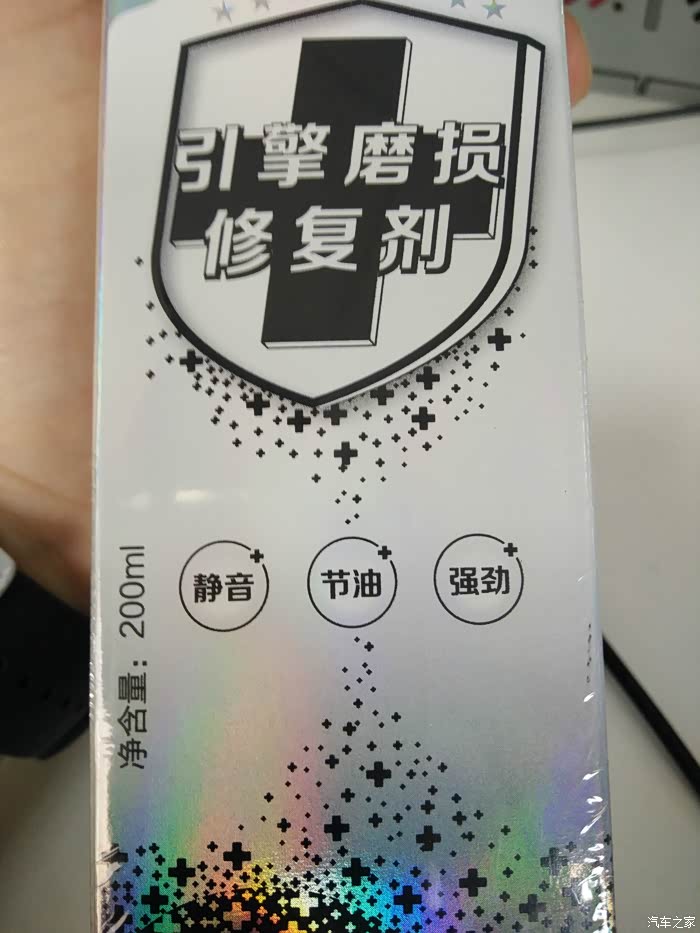 引擎磨损
修复剂
静音
节油
强劲
净含量：200ml
汽车之家